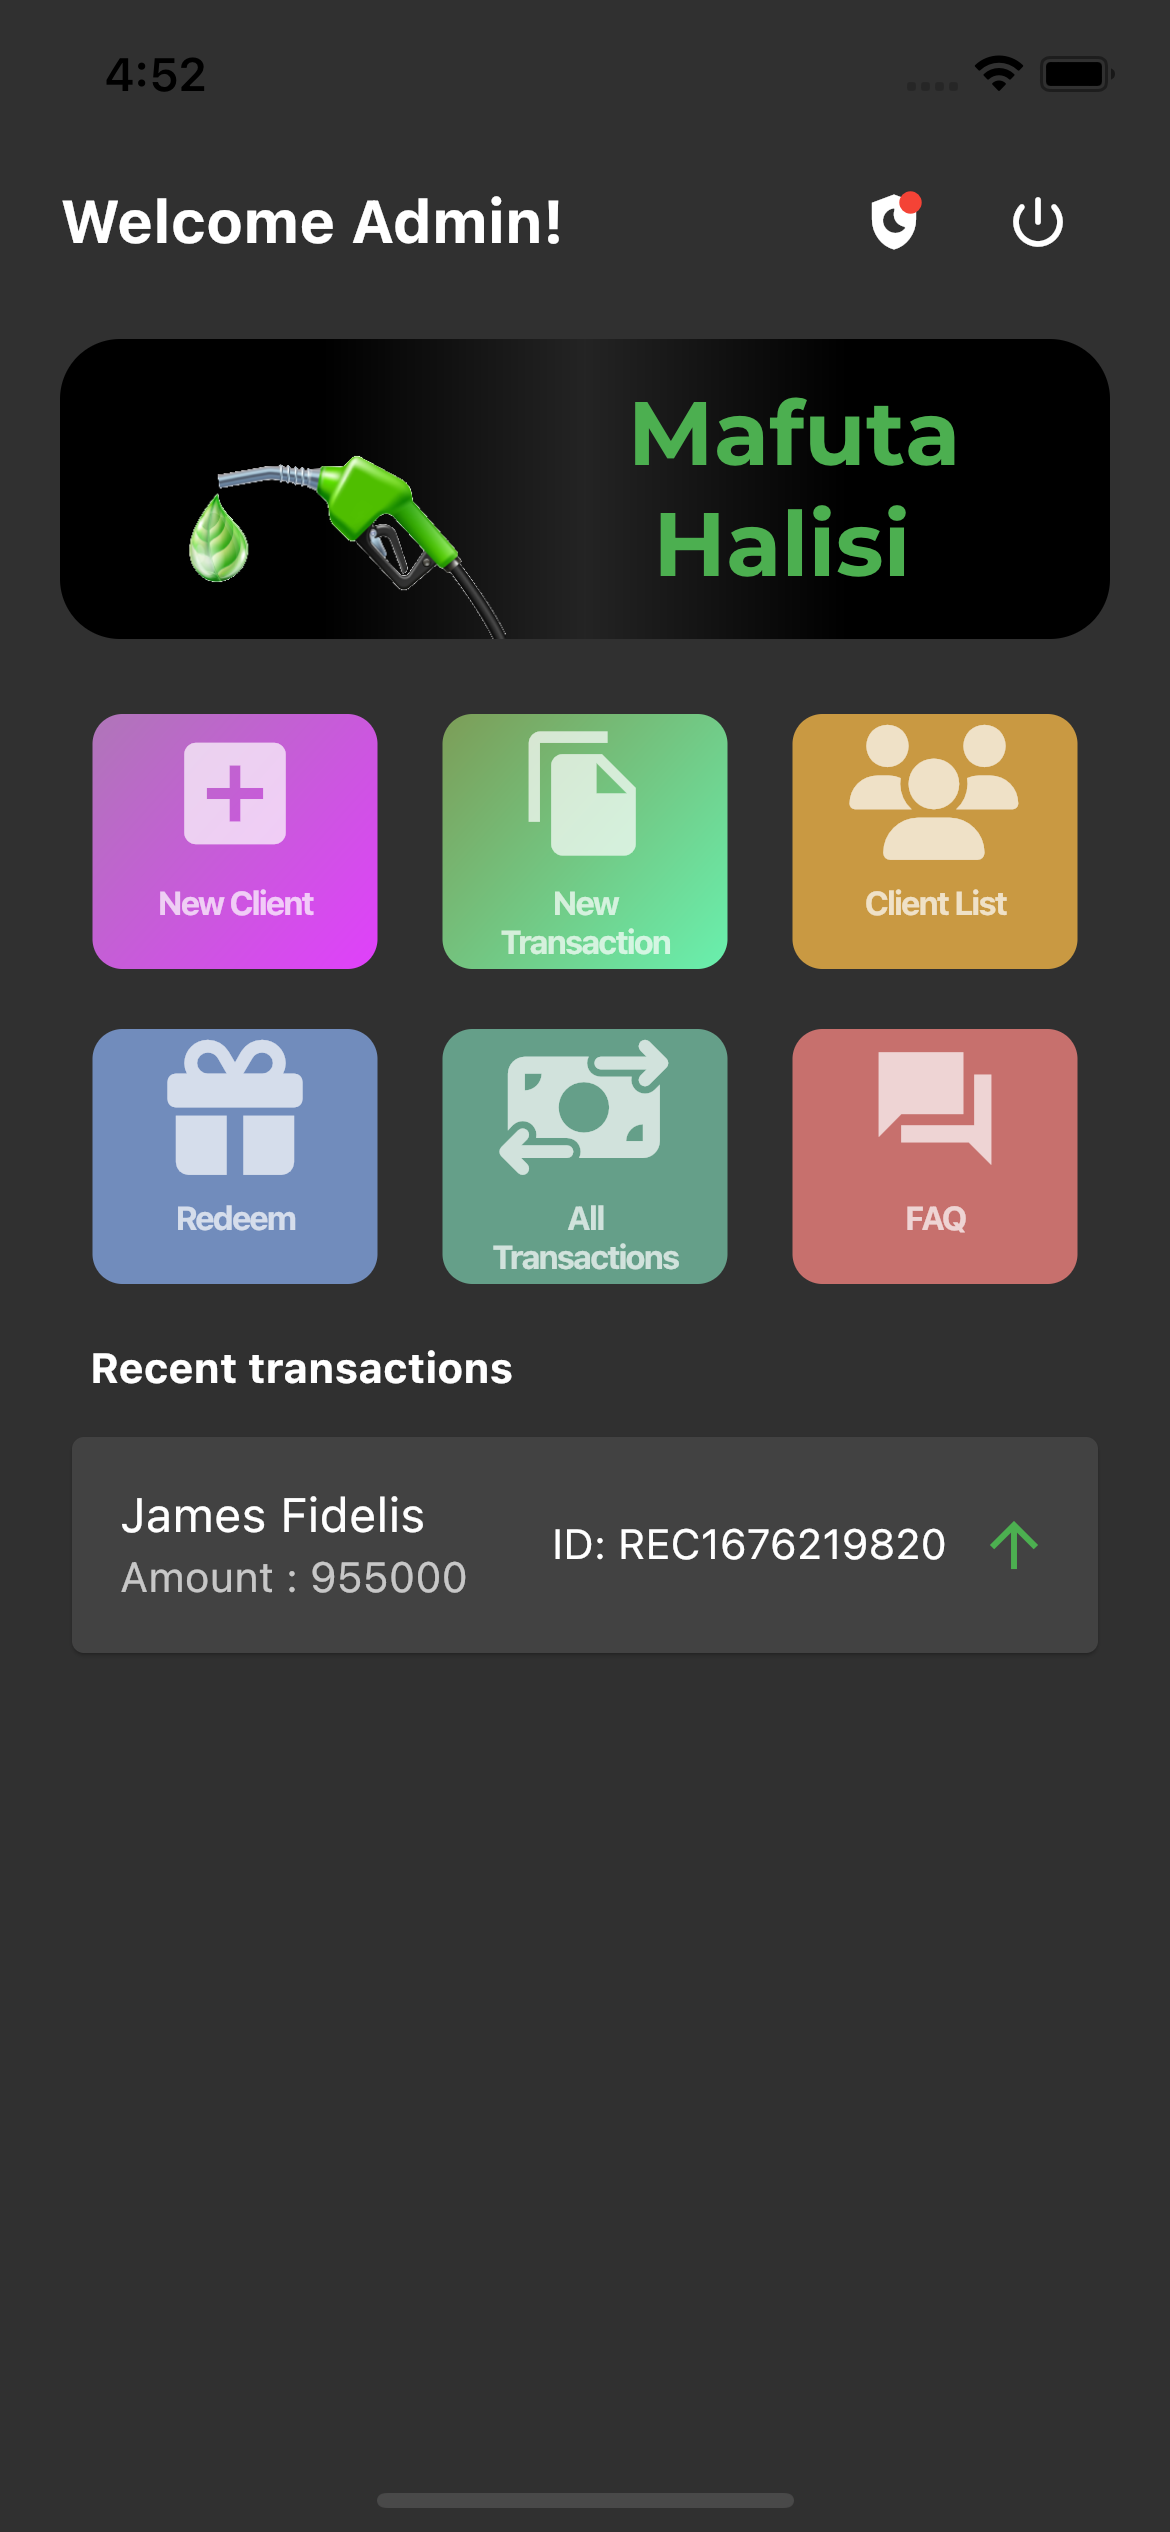 4:52
Welcome Admin!
Mafuta
Halisi
New Client
New
Transaction
Client List
Redeem
All
Transactions
FAQ
Recent transactions
James Fidelis
Amount : 955000
ID: REC1676219820